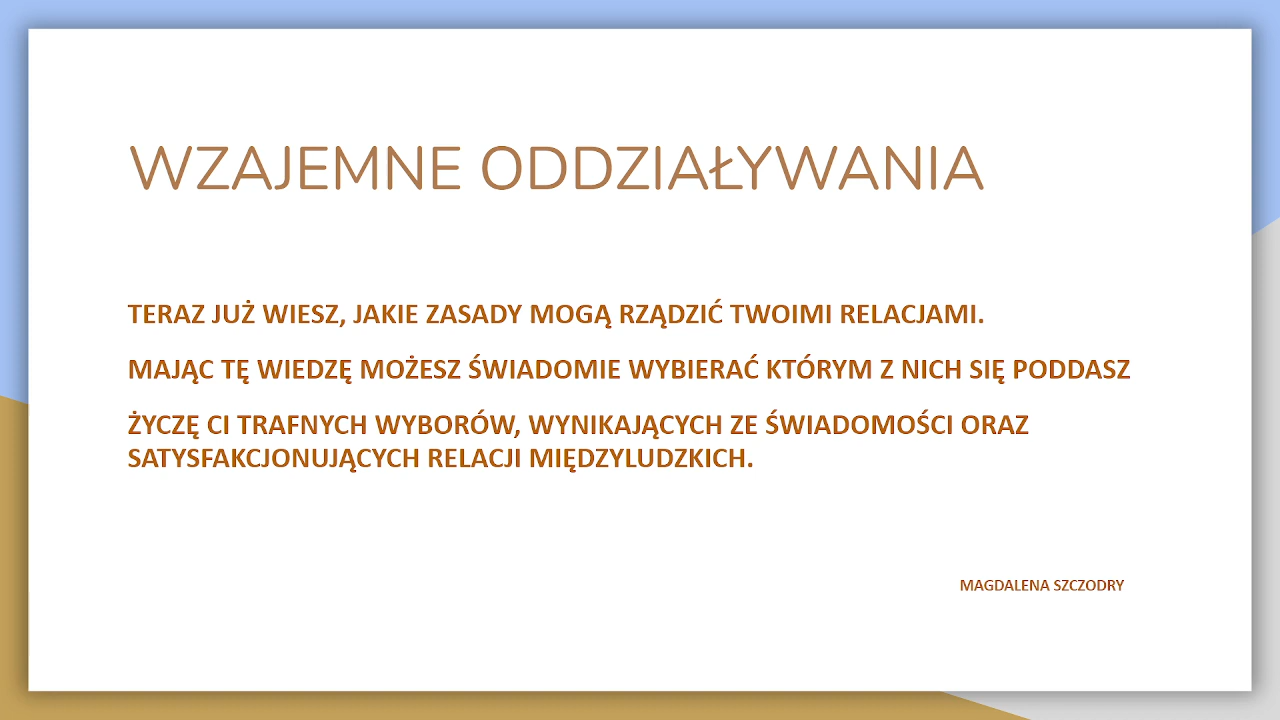 WZAJEMNE ODDZIAŁYWANIA
TERAZ JUŻ WIESZ, JAKIE ZASADY MOGĄ RZĄDZIĆ TWOIMI RELACJAMI.
MAJĄC TĘ WIEDZĘ MOŻESZ ŚWIADOMIE WYBIERAĆ KTÓRYM Z NICH SIĘ PODDASZ
ŻYCZĘ CI TRAFNYCH WYBORÓW, WYNIKAJĄCYCH ZE ŚWIADOMOŚCI ORAZ
SATYSFAKCJONUJĄCYCH RELACJI MIĘDZYLUDZKICH.
MAGDALENA SZCZODRY